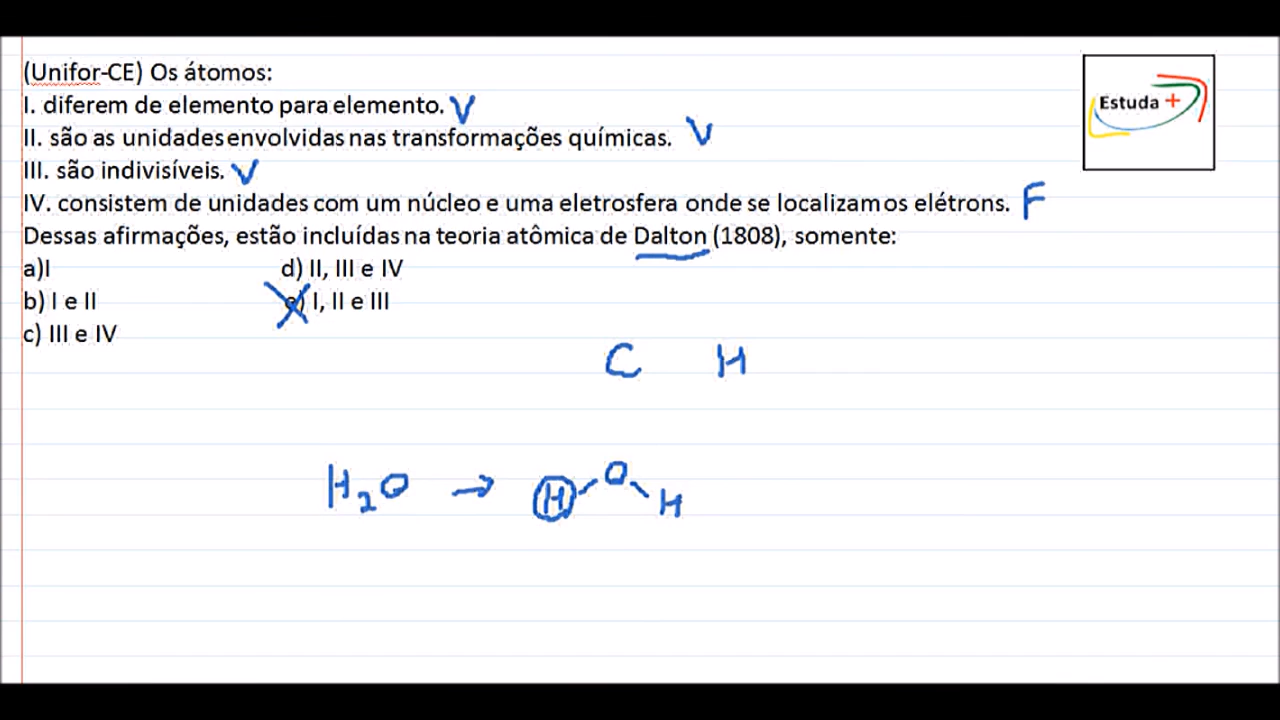 (Unifor-CE) Os átomos:
I. diferem de elemento para elemento. V
II. são as unidades envolvidas nas transformações químicas. V
III. são indivisíveis. V
IV. consistem de unidades com um núcleo e uma eletrosfera onde se localizam os elétrons. F
Dessas afirmações, estão incluídas na teoria atômica de Dalton (1808), somente:
a)I d) II, III e IV
b) I e II e) I, II e III
c) III e IV
Estuda +
C H
H₂O → H O H